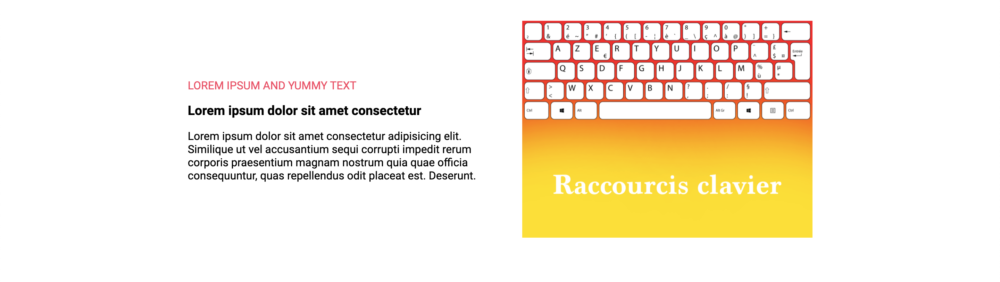 LOREM IPSUM AND YUMMY TEXT
Lorem ipsum dolor sit amet consectetur
Lorem ipsum dolor sit amet consectetur adipisicing elit.
Similique ut vel accusantium sequi corrupti impedit rerum
corporis praesentium magnam nostrum quia quae officia
consequuntur, quas repellendus odit placeat est. Deserunt.
1 2 3 4 5 6 7 8 9 0 ° +
2 & é ~ " # ' { ( [ - ¦ è ` _ \ ç ^ à @ ) ] = }
A Z E R T Y U I O P ¨ £ Entrée
€ ^ $ ¤
Q S D F G H J K L M % µ
ù *
> W X C V B N ? . / §
< , ; : !
Ctrl Alt Alt Gr Ctrl
Raccourcis clavier